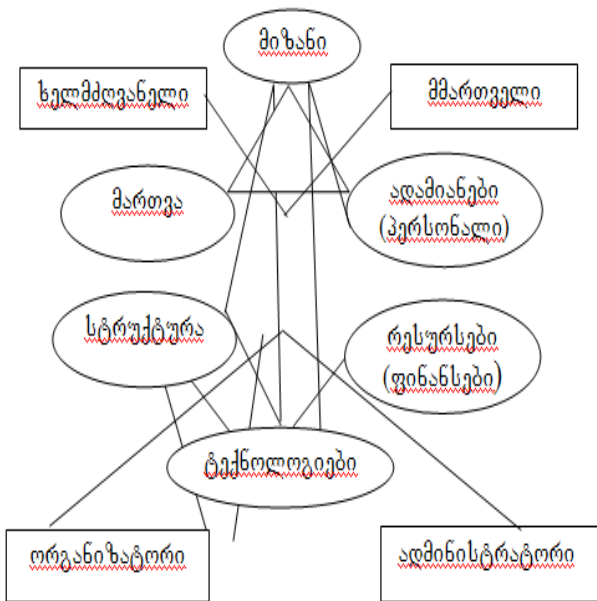 მიზანი
ხელმძღვანელი
მმართველი
მართვა
ადამიანები
(პერსონალი)
სტრუქტურა
რესურსები
(ფინანსები)
ტექნოლოგიები
ორგანიზატორი
ადმინისტრატორი